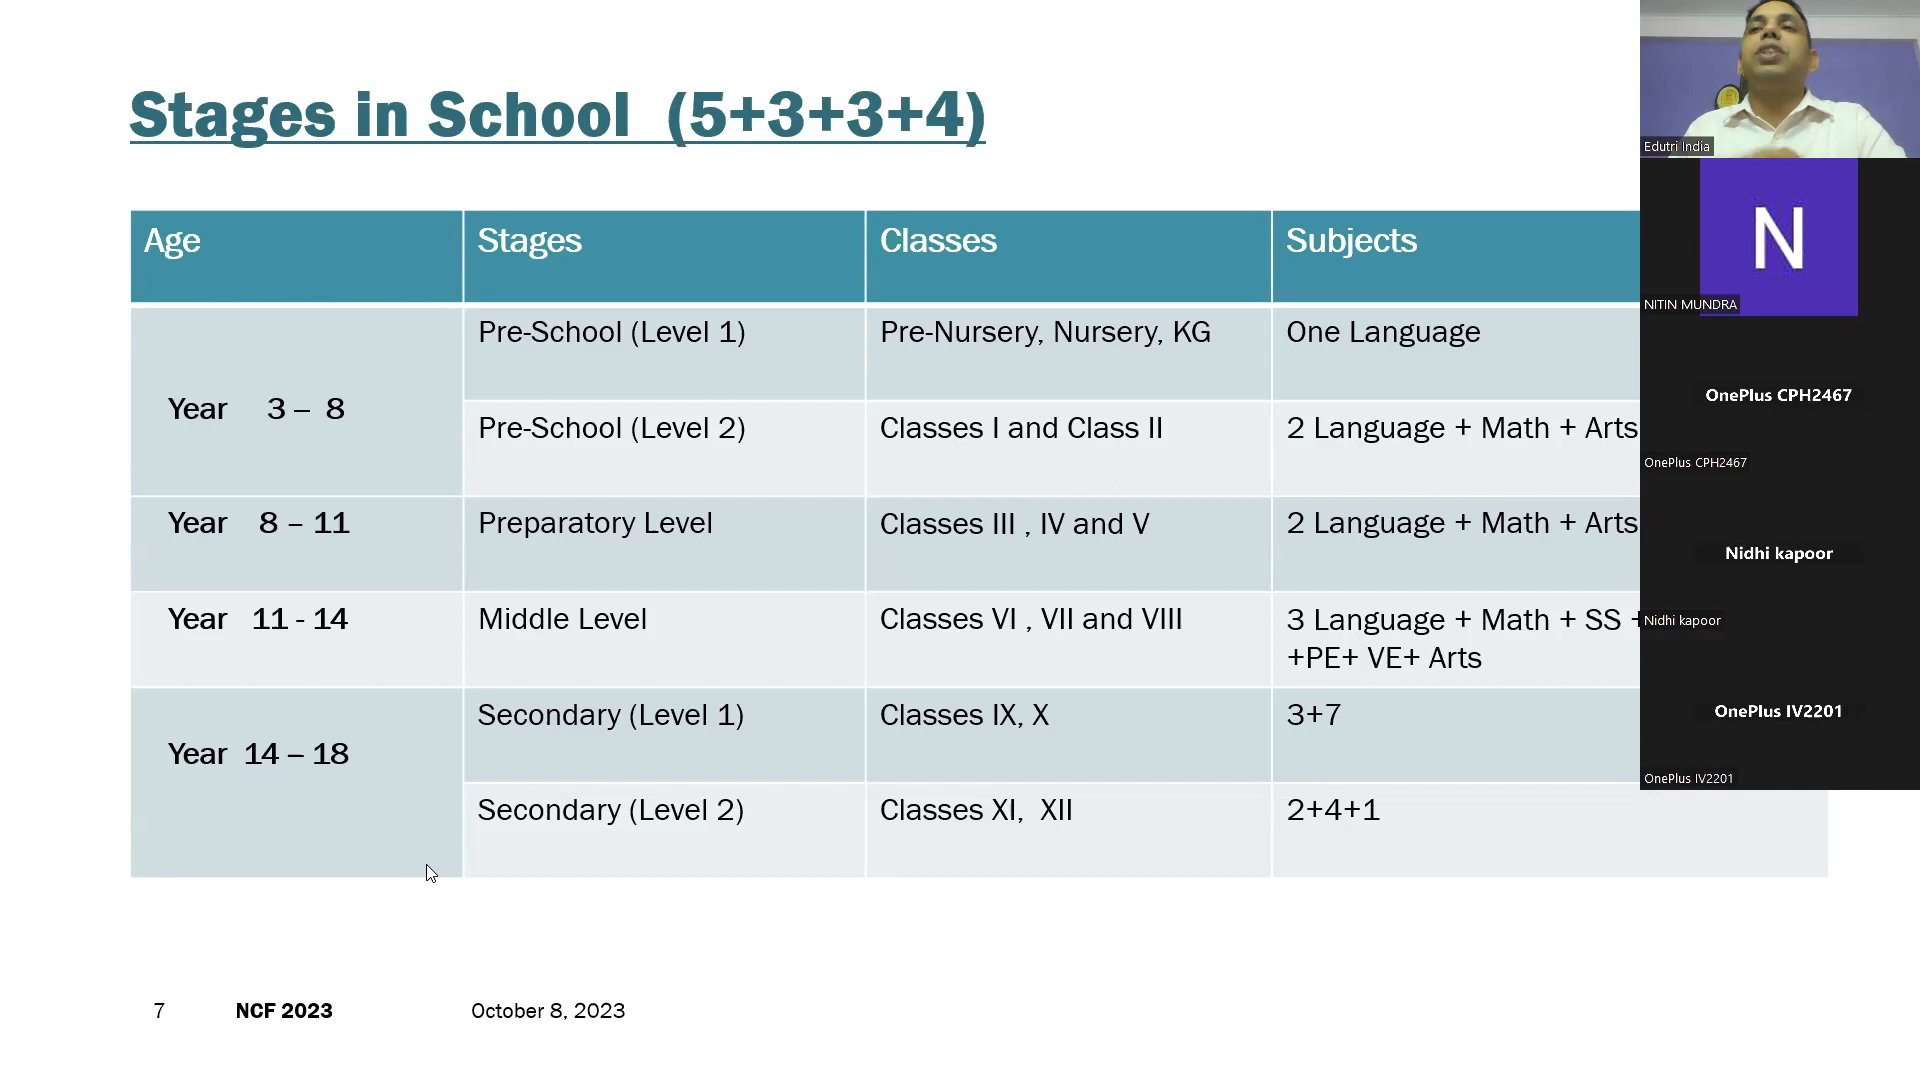 Stages in School (5+3+3+4)
Age Stages Classes Subjects
Pre-School (Level 1) Pre-Nursery, Nursery, KG One Language
Year 3 – 8
Pre-School (Level 2) Classes I and Class II 2 Language + Math + Arts
Year 8 – 11 Preparatory Level Classes III , IV and V 2 Language + Math + Arts
Year 11 - 14 Middle Level Classes VI , VII and VIII 3 Language + Math + SS +
+PE+ VE+ Arts
Secondary (Level 1) Classes IX, X 3+7
Year 14 – 18
Secondary (Level 2) Classes XI, XII 2+4+1
7 NCF 2023 October 8, 2023
Edutri India
N
NITIN MUNDRA
OnePlus CPH2467
OnePlus CPH2467
Nidhi kapoor
Nidhi kapoor
OnePlus IV2201
OnePlus IV2201